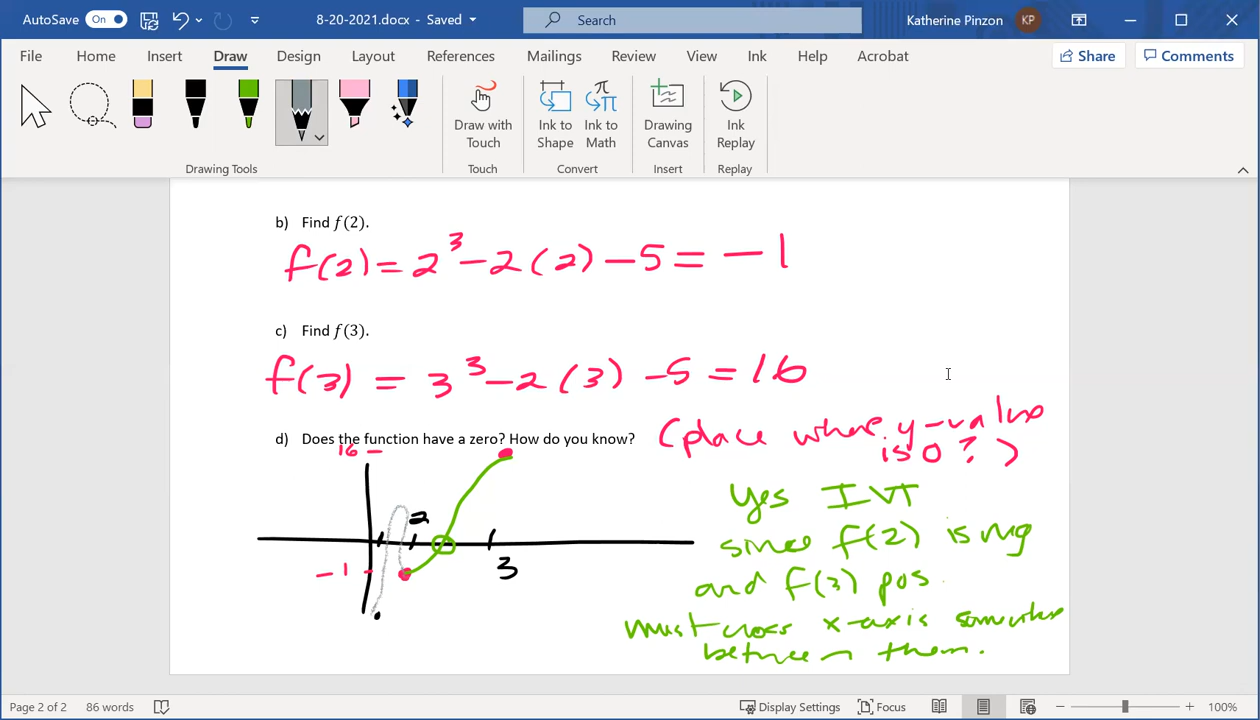 AutoSave On 8-20-2021.docx - Saved Search Katherine Pinzon KP
File Home Insert Draw Design Layout References Mailings Review View Ink Help Acrobat Share Comments
Draw with Touch Ink to Shape Ink to Math Drawing Canvas Ink Replay
Drawing Tools Touch Convert Insert Replay
b) Find f(2).
f(2) = 2³ - 2(2) - 5 = -1
c) Find f(3).
f(3) = 3³ - 2(3) - 5 = 16
d) Does the function have a zero? How do you know? (place where y-value
is 0?)
16
2
3
-1
Yes IVT
since f(2) is neg
and f(3) pos
must cross x-axis somewhere
between them.
Page 2 of 2 86 words Display Settings Focus 100%